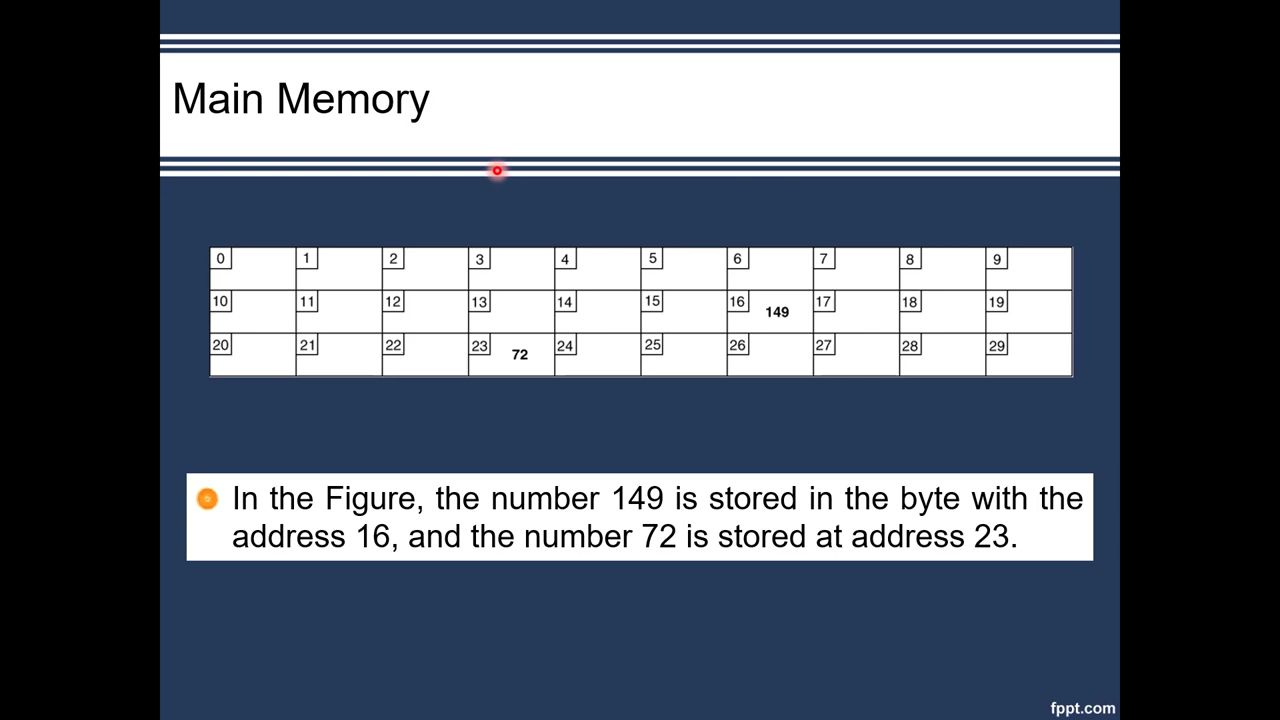 Main Memory
0 1 2 3 4 5 6 7 8 9
10 11 12 13 14 15 16 149 17 18 19
20 21 22 23 72 24 25 26 27 28 29
In the Figure, the number 149 is stored in the byte with the
address 16, and the number 72 is stored at address 23.
fppt.com